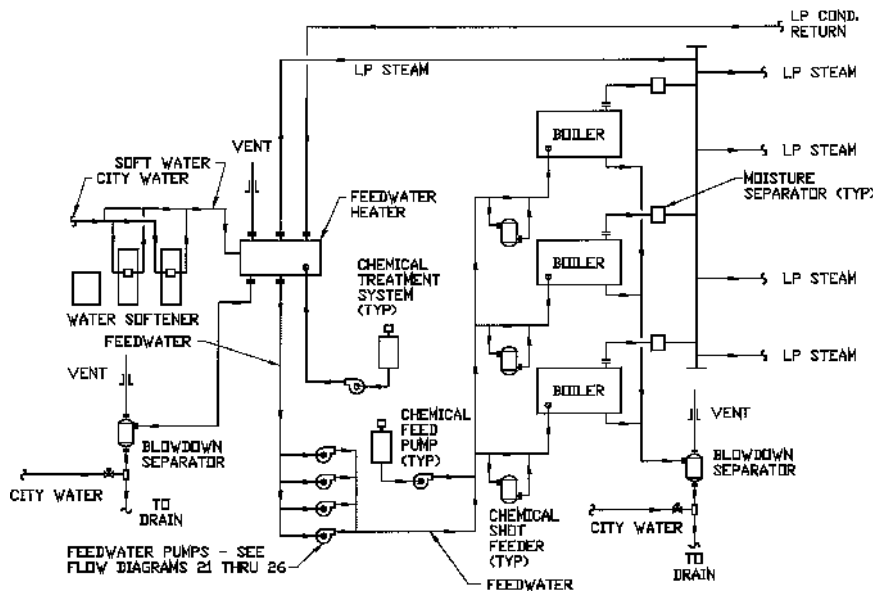 LP COND.
RETURN
LP STEAM
LP STEAM
BOILER
VENT
SOFT WATER
CITY WATER
LP STEAM
MOISTURE
SEPARATOR (TYP)
FEEDWATER
HEATER
BOILER
CHEMICAL
TREATMENT
SYSTEM
(TYP)
LP STEAM
WATER SOFTENER
FEEDWATER
LP STEAM
VENT
BOILER
CHEMICAL
FEED
PUMP
(TYP)
VENT
BLOWDOWN
SEPARATOR
BLOWDOWN
SEPARATOR
CITY WATER
TO
DRAIN
CHEMICAL
SHOT
FEEDER
(TYP)
CITY WATER
FEEDWATER PUMPS - SEE
FLOW DIAGRAMS 21 THRU 26
FEEDWATER
TO
DRAIN